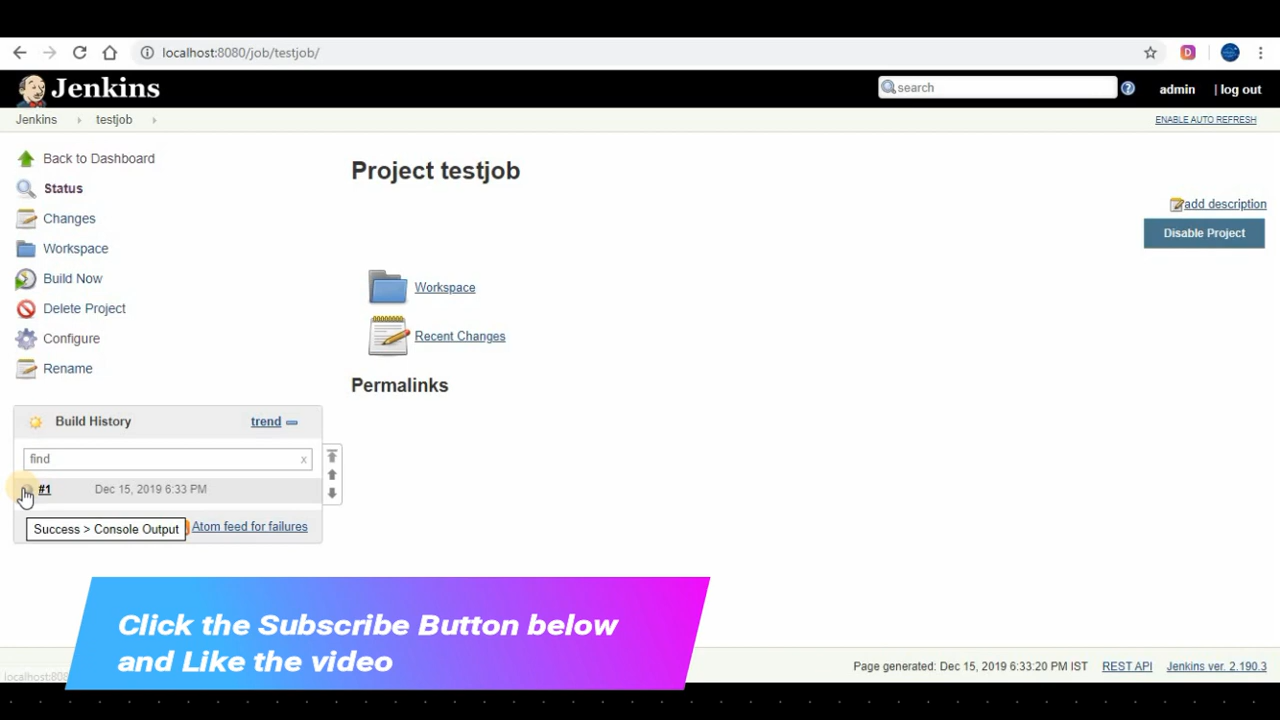 localhost:8080/job/testjob/
Jenkins
search
admin
| log out
Jenkins
testjob
ENABLE AUTO REFRESH
Back to Dashboard
Status
Changes
Workspace
Build Now
Delete Project
Configure
Rename
Project testjob
add description
Disable Project
Workspace
Recent Changes
Permalinks
Build History
trend
find
x
#1
Dec 15, 2019 6:33 PM
Success > Console Output
Atom feed for failures
Click the Subscribe Button below
and Like the video
localhost:808
Page generated: Dec 15, 2019 6:33:20 PM IST
REST API
Jenkins ver. 2.190.3